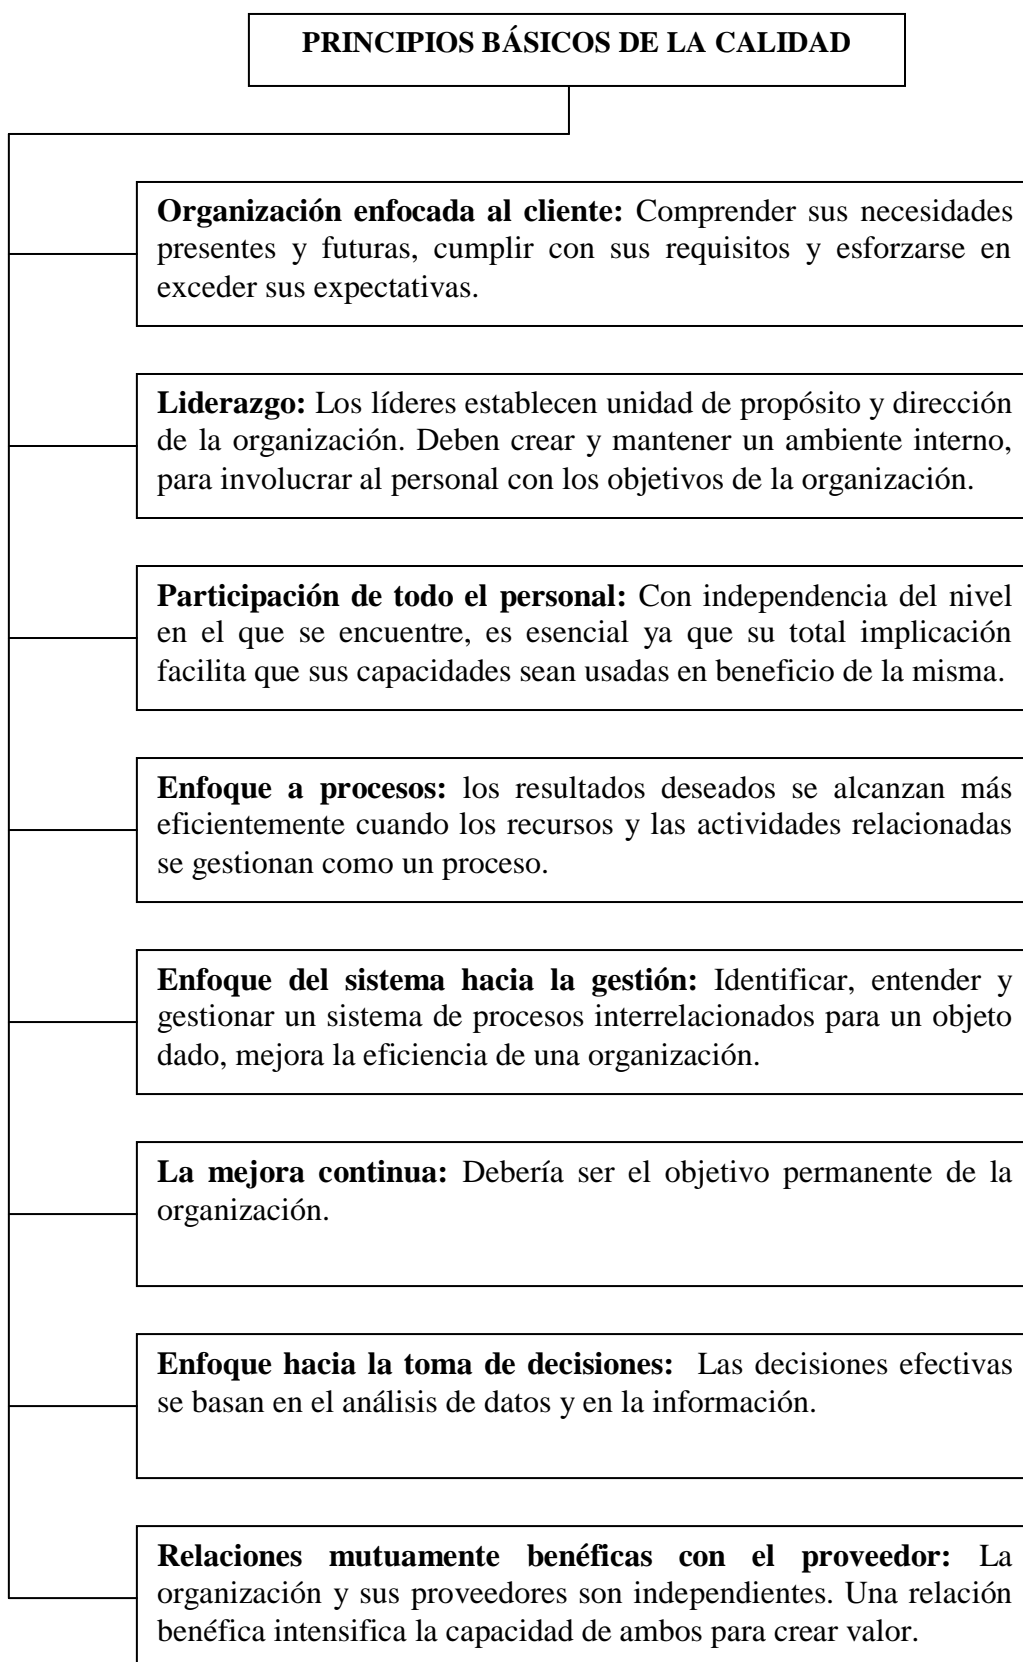 PRINCIPIOS BÁSICOS DE LA CALIDAD
Organización enfocada al cliente: Comprender sus necesidades
presentes y futuras, cumplir con sus requisitos y esforzarse en
exceder sus expectativas.
Liderazgo: Los líderes establecen unidad de propósito y dirección
de la organización. Deben crear y mantener un ambiente interno,
para involucrar al personal con los objetivos de la organización.
Participación de todo el personal: Con independencia del nivel
en el que se encuentre, es esencial ya que su total implicación
facilita que sus capacidades sean usadas en beneficio de la misma.
Enfoque a procesos: los resultados deseados se alcanzan más
eficientemente cuando los recursos y las actividades relacionadas
se gestionan como un proceso.
Enfoque del sistema hacia la gestión: Identificar, entender y
gestionar un sistema de procesos interrelacionados para un objeto
dado, mejora la eficiencia de una organización.
La mejora continua: Debería ser el objetivo permanente de la
organización.
Enfoque hacia la toma de decisiones: Las decisiones efectivas
se basan en el análisis de datos y en la información.
Relaciones mutuamente benéficas con el proveedor: La
organización y sus proveedores son independientes. Una relación
benéfica intensifica la capacidad de ambos para crear valor.